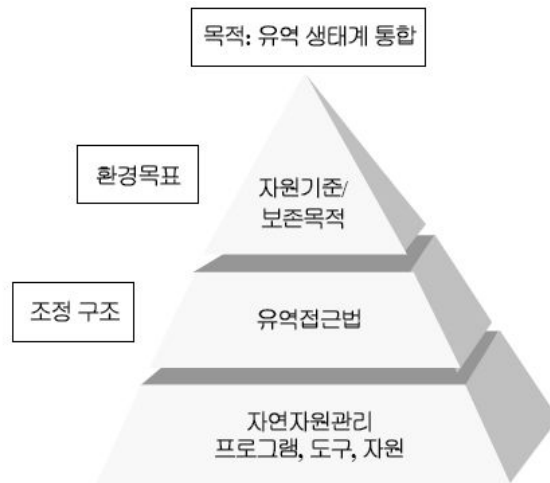 목적: 유역 생태계 통합
환경목표
자원기준/
보존목적
조정 구조
유역접근법
자연자원관리
프로그램, 도구, 자원